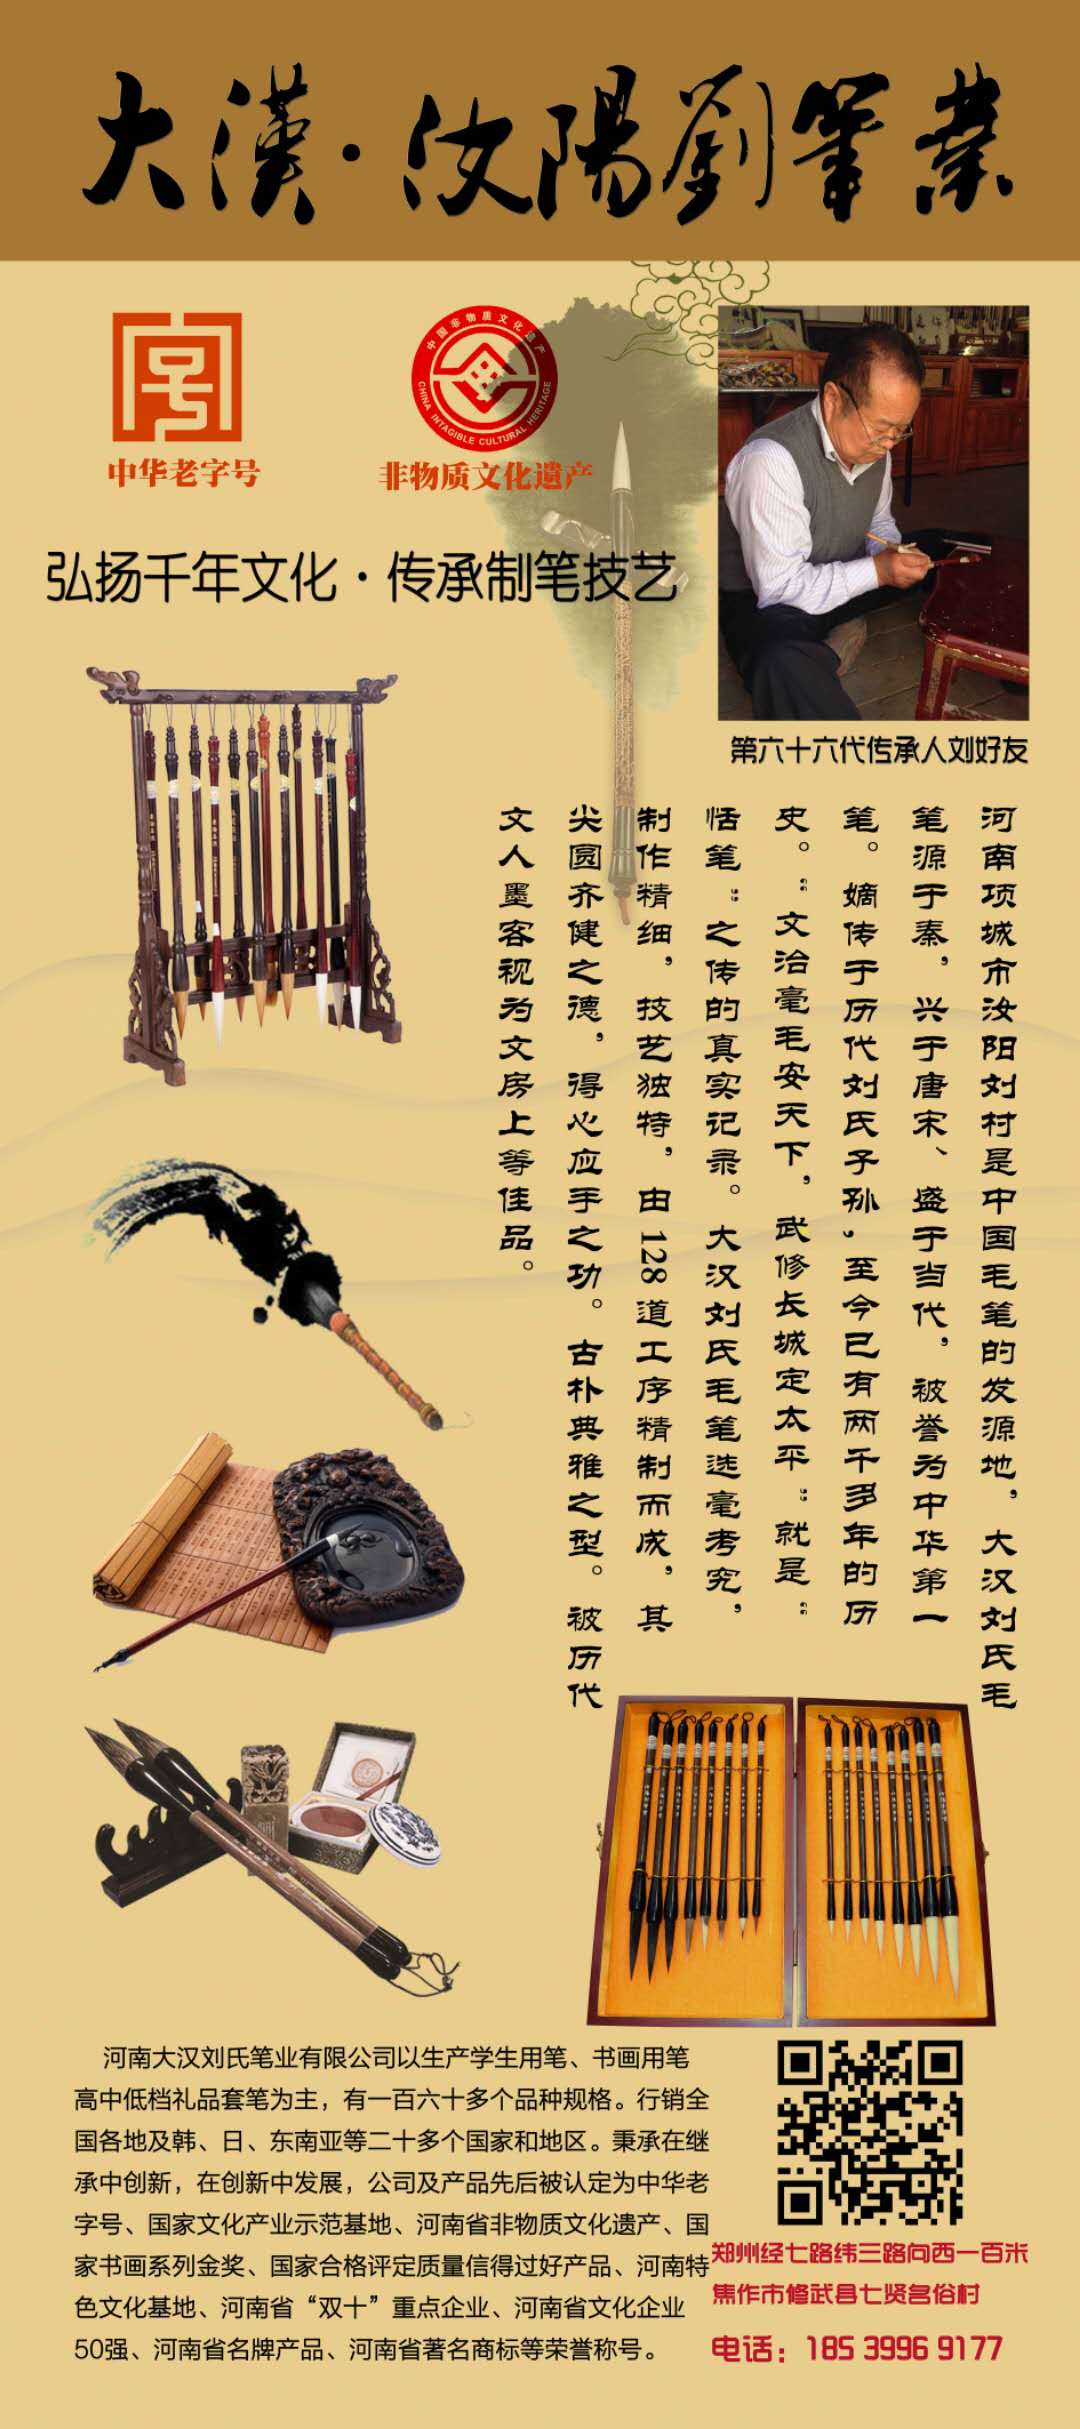 大漢·汝陽劉筆業
中国非物质文化遗产
CHINA INTAGIBLE CULTURAL HERITAGE
中华老字号
非物质文化遗产
弘扬千年文化·传承制笔技艺
第六十六代传承人刘好友
河南项城市汝阳刘村是中国毛笔的发源地，大汉刘氏毛
笔源于秦，兴于唐宋、盛于当代，被誉为中华第一
笔。嫡传于历代刘氏子孙,至今已有两千多年的历
史。"文治毫毛安天下，武修长城定太平"就是"
恬笔"之传的真实记录。大汉刘氏毛笔选毫考究，
制作精细，技艺独特，由128道工序精制而成，其
尖圆齐健之德，得心应手之功。古朴典雅之型。被历代
文人墨客视为文房上等佳品。
河南大汉刘氏笔业有限公司以生产学生用笔、书画用笔
高中低档礼品套笔为主，有一百六十多个品种规格。行销全
国各地及韩、日、东南亚等二十多个国家和地区。秉承在继
承中创新，在创新中发展，公司及产品先后被认定为中华老
字号、国家文化产业示范基地、河南省非物质文化遗产、国
家书画系列金奖、国家合格评定质量信得过好产品、河南特
色文化基地、河南省“双十”重点企业、河南省文化企业
50强、河南省名牌产品、河南省著名商标等荣誉称号。
郑州经七路纬三路向西一百米
焦作市修武县七贤名俗村
电话：185 3996 9177